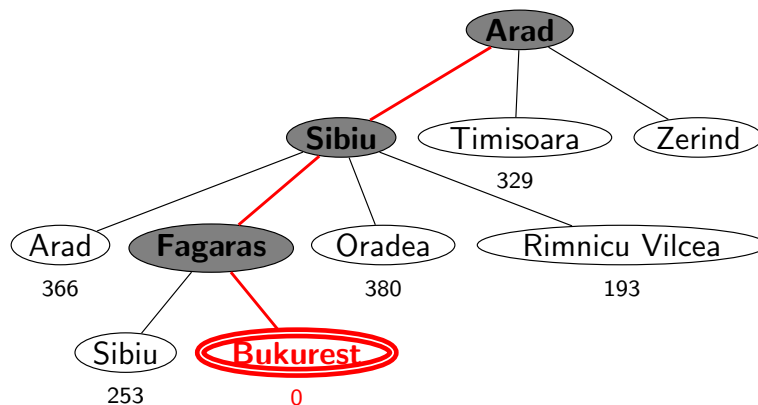 Arad
Sibiu Timisoara Zerind
329
Arad Fagaras Oradea Rimnicu Vilcea
366 380 193
Sibiu Bukurest
253 0